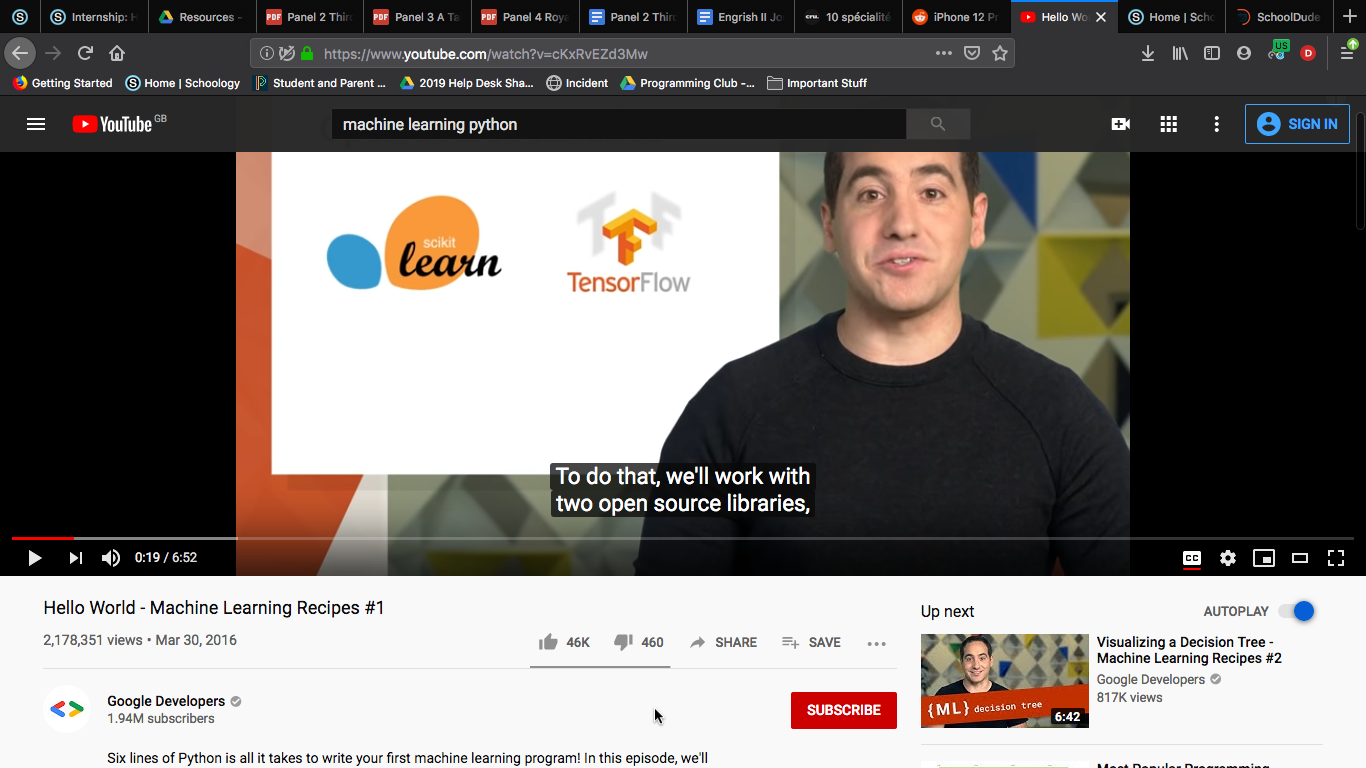 Internship: H
Resources -
PDF Panel 2 Thir
PDF Panel 3 A Ta
PDF Panel 4 Roya
Panel 2 Thir
Engrish II Jo
10 spécialité
iPhone 12 Pr
Hello Wo
Home | Scho
SchoolDude
https://www.youtube.com/watch?v=cKxRvEZd3Mw
US
D
Getting Started
Home | Schoology
Student and Parent ...
2019 Help Desk Sha...
Incident
Programming Club -...
Important Stuff
YouTube GB
machine learning python
SIGN IN
scikit
learn
TF
TensorFlow
To do that, we'll work with
two open source libraries,
0:19 / 6:52
CC
Hello World - Machine Learning Recipes #1
2,178,351 views • Mar 30, 2016
46K
460
SHARE
SAVE
Google Developers
1.94M subscribers
SUBSCRIBE
Six lines of Python is all it takes to write your first machine learning program! In this episode, we'll
Up next
AUTOPLAY
{ML} decision tree
6:42
Visualizing a Decision Tree -
Machine Learning Recipes #2
Google Developers
817K views
Most Popular Programming